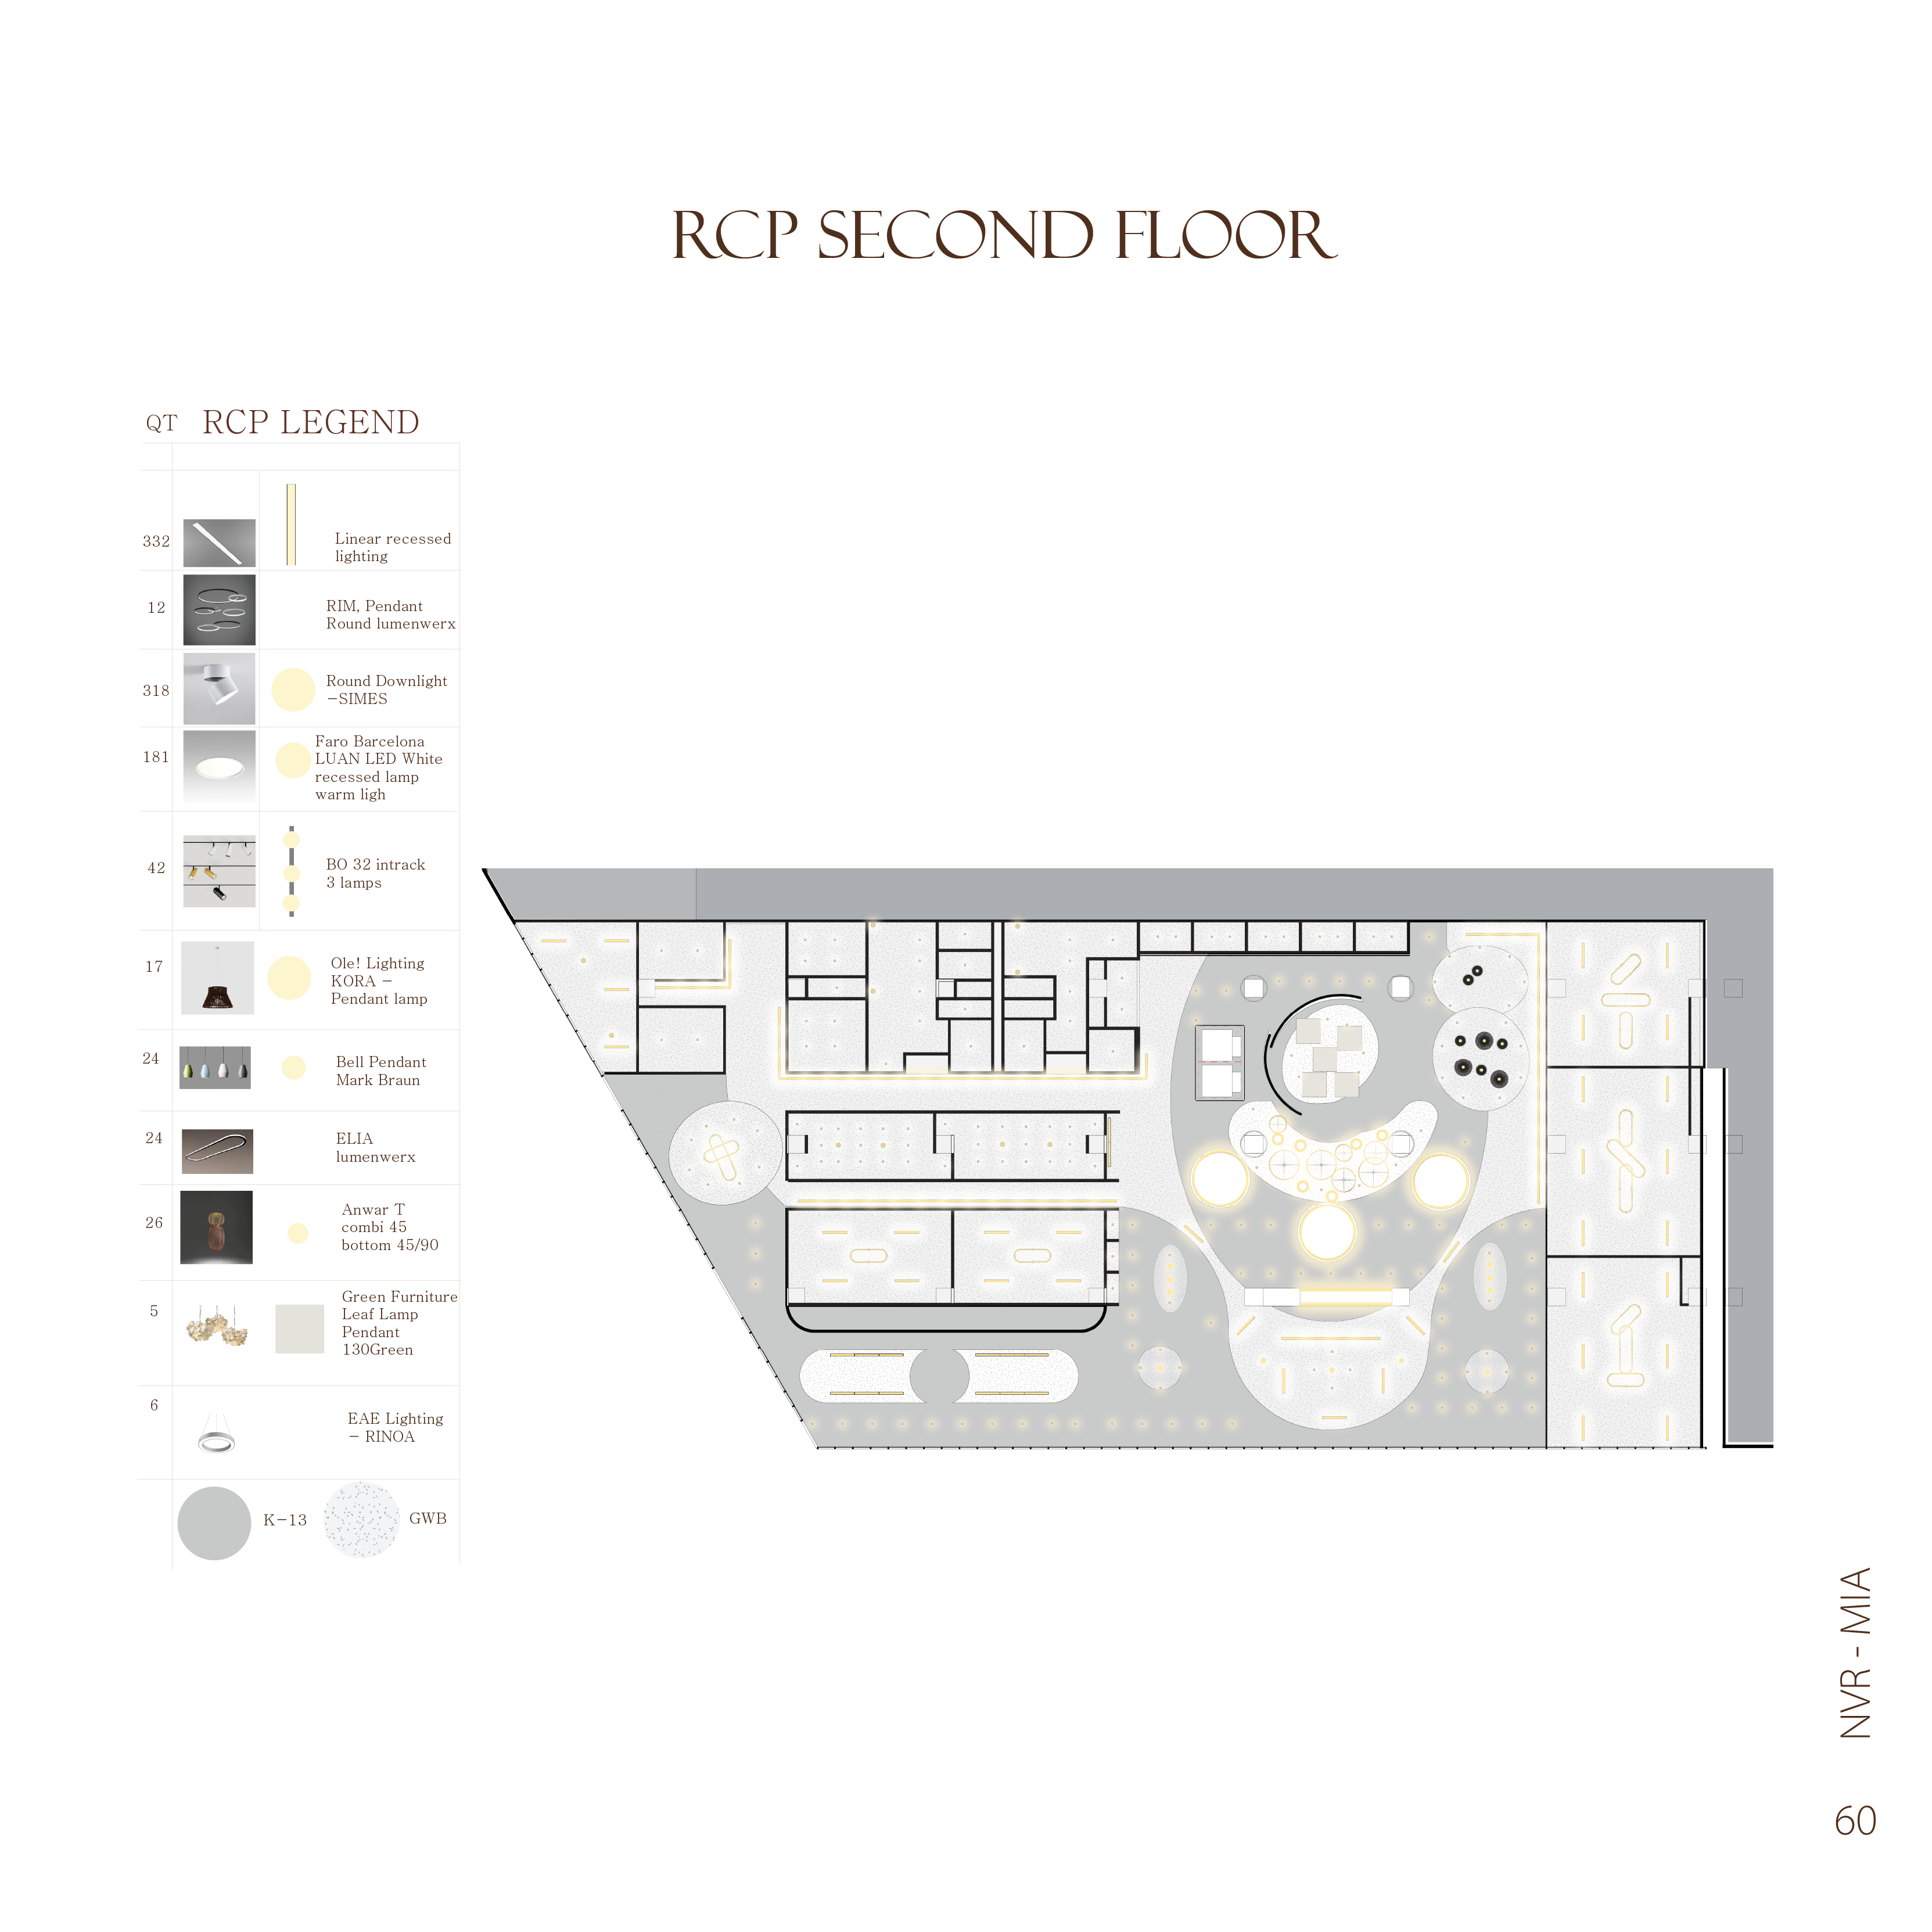 RCP SECOND FLOOR
QT RCP LEGEND
332
Linear recessed
lighting
12
RIM, Pendant
Round lumenwerx
318
Round Downlight
-SIMES
181
Faro Barcelona
LUAN LED White
recessed lamp
warm ligh
42
BO 32 intrack
3 lamps
17
Ole! Lighting
KORA -
Pendant lamp
24
Bell Pendant
Mark Braun
24
ELIA
lumenwerx
26
Anwar T
combi 45
bottom 45/90
5
Green Furniture
Leaf Lamp
Pendant
130Green
6
EAE Lighting
- RINOA
K-13
GWB
NVR - MIA
60